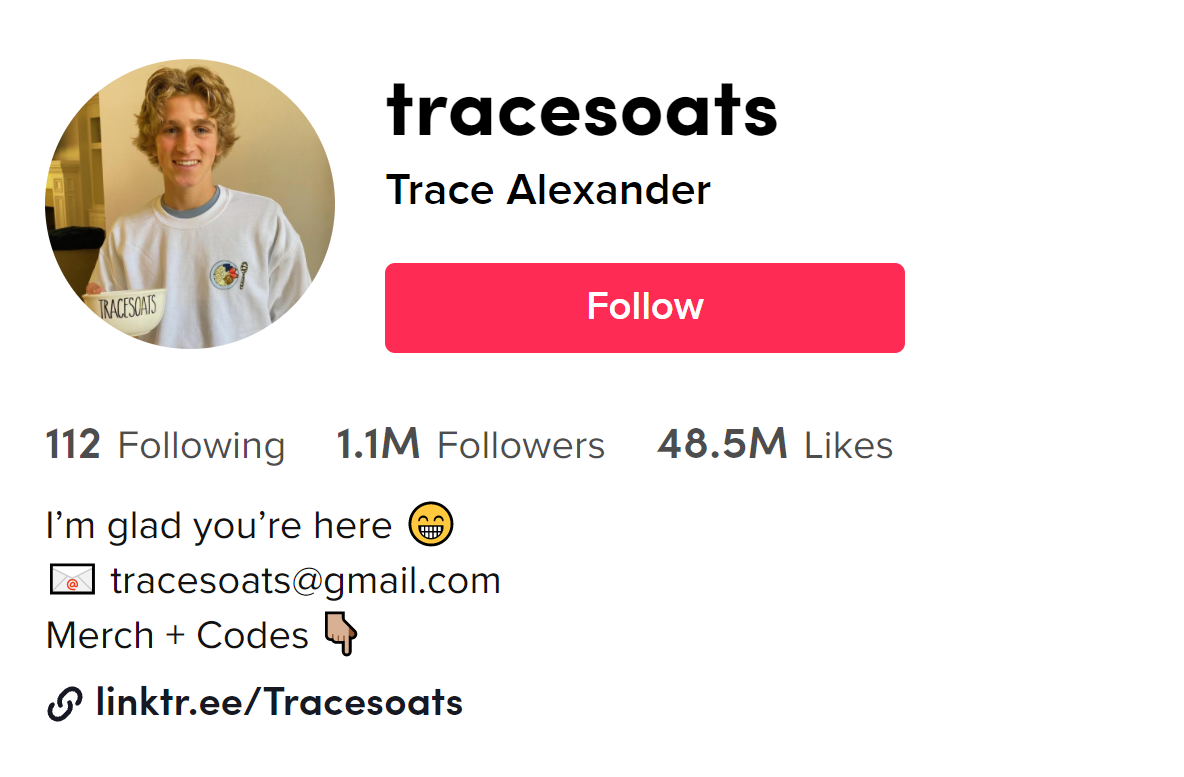 tracesoats
Trace Alexander
Follow
112 Following 1.1M Followers 48.5M Likes
I’m glad you’re here 😁
📧 tracesoats@gmail.com
Merch + Codes 👇🏽
linktr.ee/Tracesoats
TRACESOATS